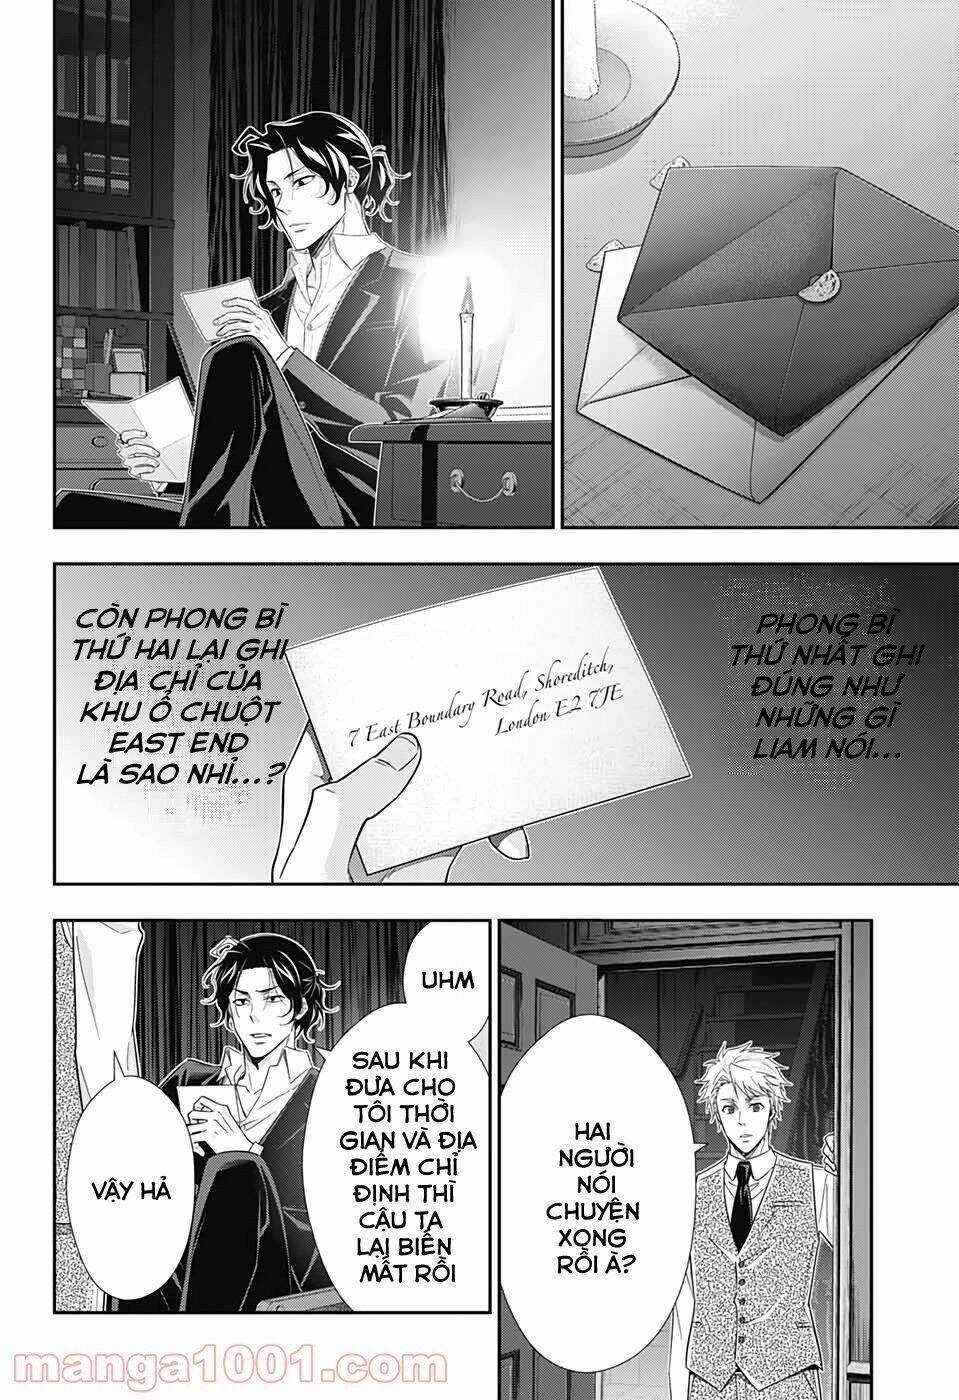 PHONG BÌ
THỨ NHẤT GHI
ĐÚNG NHƯ
NHỮNG GÌ
LIAM NÓI...
7 East Boundary Road, Shoreditch,
London E2 7JE
CÒN PHONG BÌ
THỨ HAI LẠI GHI
ĐỊA CHỈ CỦA
KHU Ổ CHUỘT
EAST END
LÀ SAO NHỈ...?
HAI
NGƯỜI
NÓI
CHUYỆN
XONG
RỒI À?
UHM
SAU KHI
ĐƯA CHO
TÔI THỜI
GIAN VÀ ĐỊA
ĐIỂM CHỈ
ĐỊNH THÌ
CẬU TA
LẠI BIẾN
MẤT RỒI
VẬY HẢ
manga1001.com